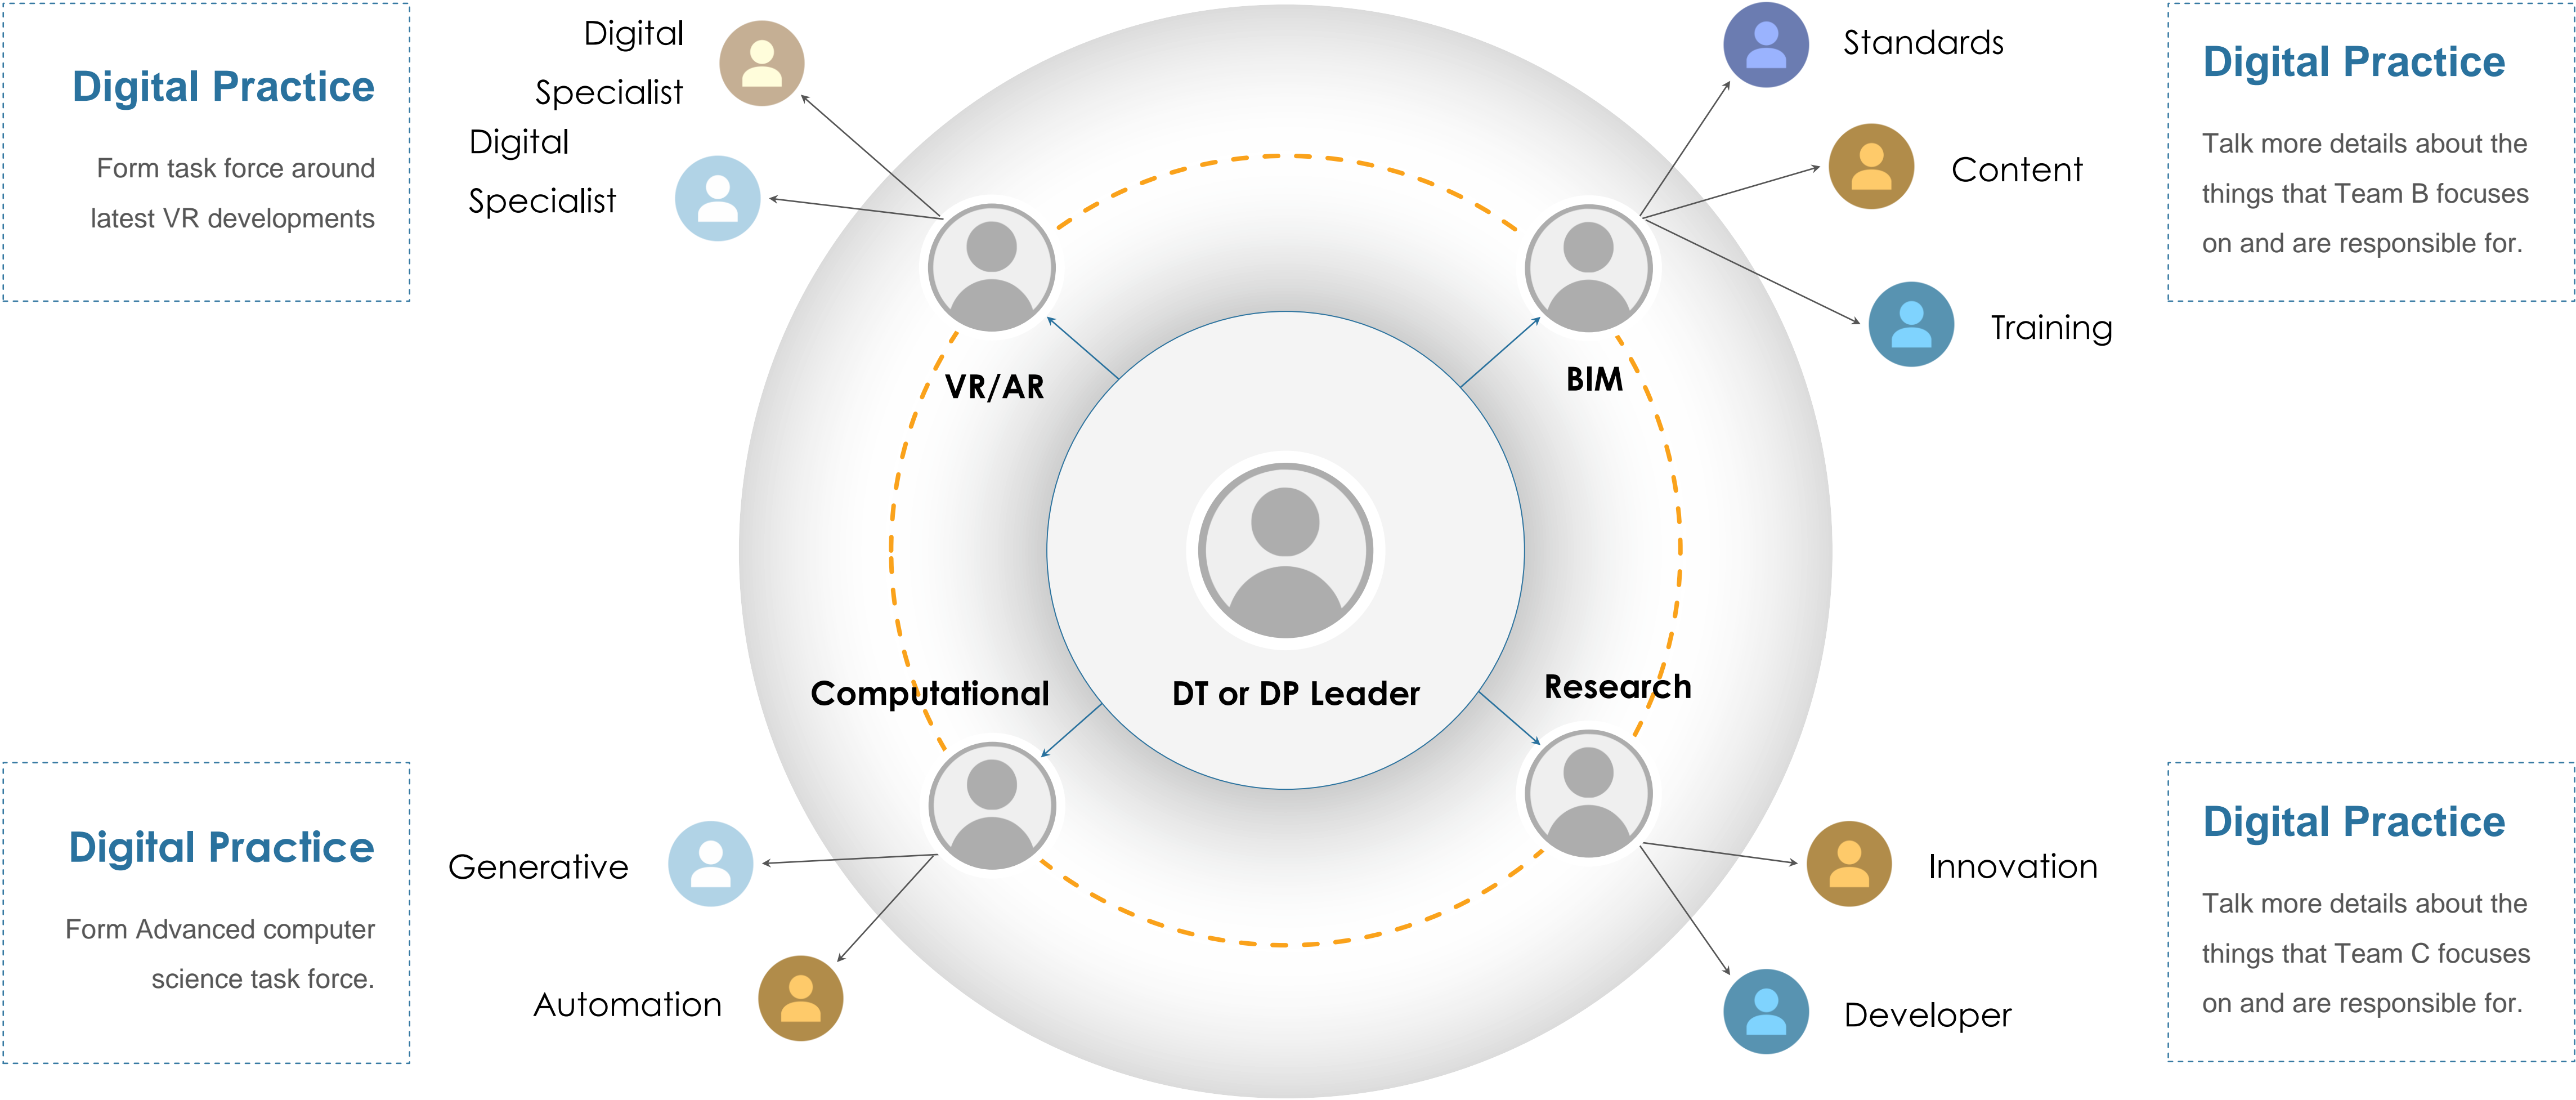 Digital Practice
Form task force around
latest VR developments
Digital
Specialist
Digital
Specialist
Standards
Content
Training
Digital Practice
Talk more details about the
things that Team B focuses
on and are responsible for.
VR/AR
BIM
Computational
DT or DP Leader
Research
Digital Practice
Form Advanced computer
science task force.
Generative
Automation
Innovation
Developer
Digital Practice
Talk more details about the
things that Team C focuses
on and are responsible for.